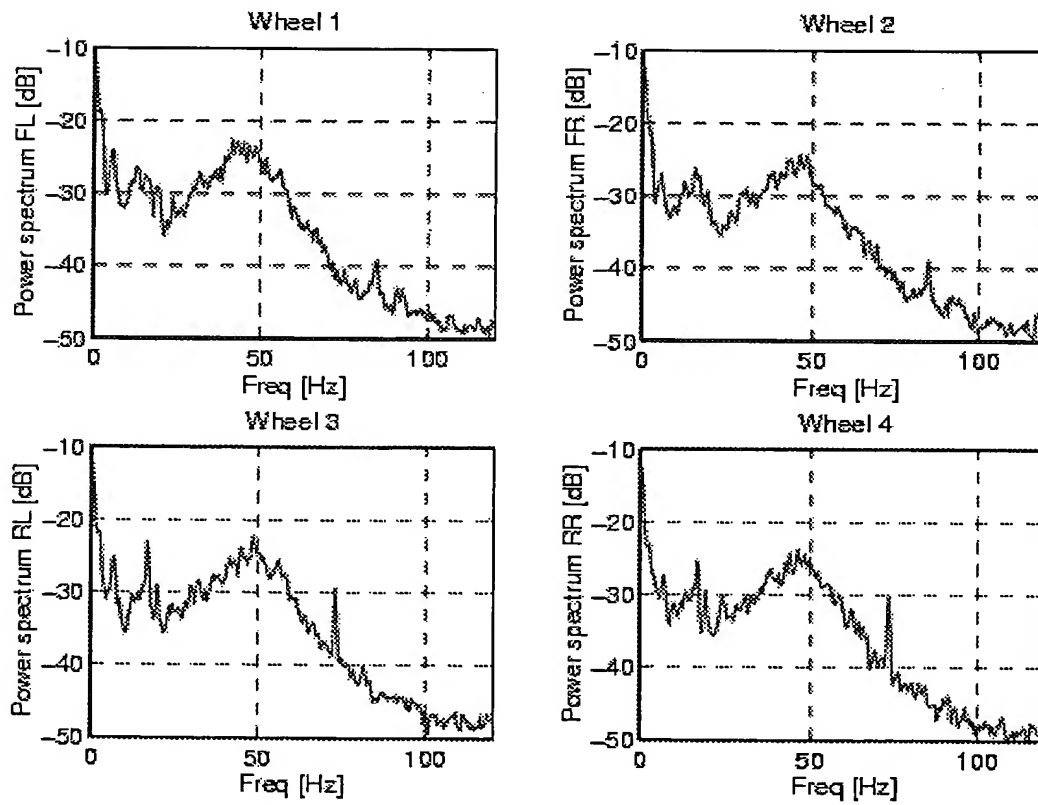 Wheel 1
Power spectrum FL [dB]
-10
-20
-30
-40
-50
0
50
100
Freq [Hz]
Wheel 2
Power spectrum FR [dB]
-10
-20
-30
-40
-50
0
50
100
Freq [Hz]
Wheel 3
Power spectrum RL [dB]
-10
-20
-30
-40
-50
0
50
100
Freq [Hz]
Wheel 4
Power spectrum RR [dB]
-10
-20
-30
-40
-50
0
50
100
Freq [Hz]